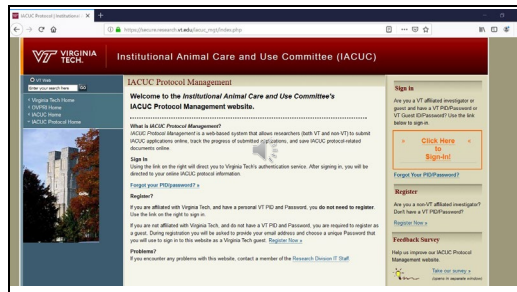 IACUC Protocol | Institutional
https://secure.research.vt.edu/iacuc_mgt/index.php
VIRGINIA
TECH.
Institutional Animal Care and Use Committee (IACUC)
VT Web
Enter your search here
GO
Virginia Tech Home
OVPRI Home
IACUC Home
IACUC Protocol Home
IACUC Protocol Management
Welcome to the Institutional Animal Care and Use Committee's
IACUC Protocol Management website.
What is IACUC Protocol Management?
IACUC Protocol Management is a web-based system that allows researchers (both VT and non-VT) to submit
IACUC applications online, track the progress of submitted applications, and save IACUC protocol-related
documents online.
Sign In
Using the link on the right will direct you to Virginia Tech's authentication service. After signing in, you will be
directed to your online IACUC protocol information.
Forgot your PID/password? »
Register?
If you are affiliated with Virginia Tech, and have a personal VT PID and Password, you do not need to register.
Use the link on the right to sign in.
If you are not affiliated with Virginia Tech, and do not have a VT PID and Password, you are required to register as
a guest. During registration you will be asked to provide your email address and choose a unique Password that
you will use to sign in to this website as a Virginia Tech guest. Register Now »
Problems?
If you encounter any problems with this website, contact a member of the Research Division IT Staff.
Sign in
Are you a VT affiliated investigator or
guest and have a VT PID/Password or
VT Guest ID/Password? Use the link
below to sign-in.
Click Here
to
Sign-In!
Forgot Your PID/Password?
Register
Are you a non-VT affiliated investigator?
Don't have a VT PID/Password?
Register Now »
Feedback Survey
Help us improve our IACUC Protocol
Management website.
Take our survey »
(opens in separate window)